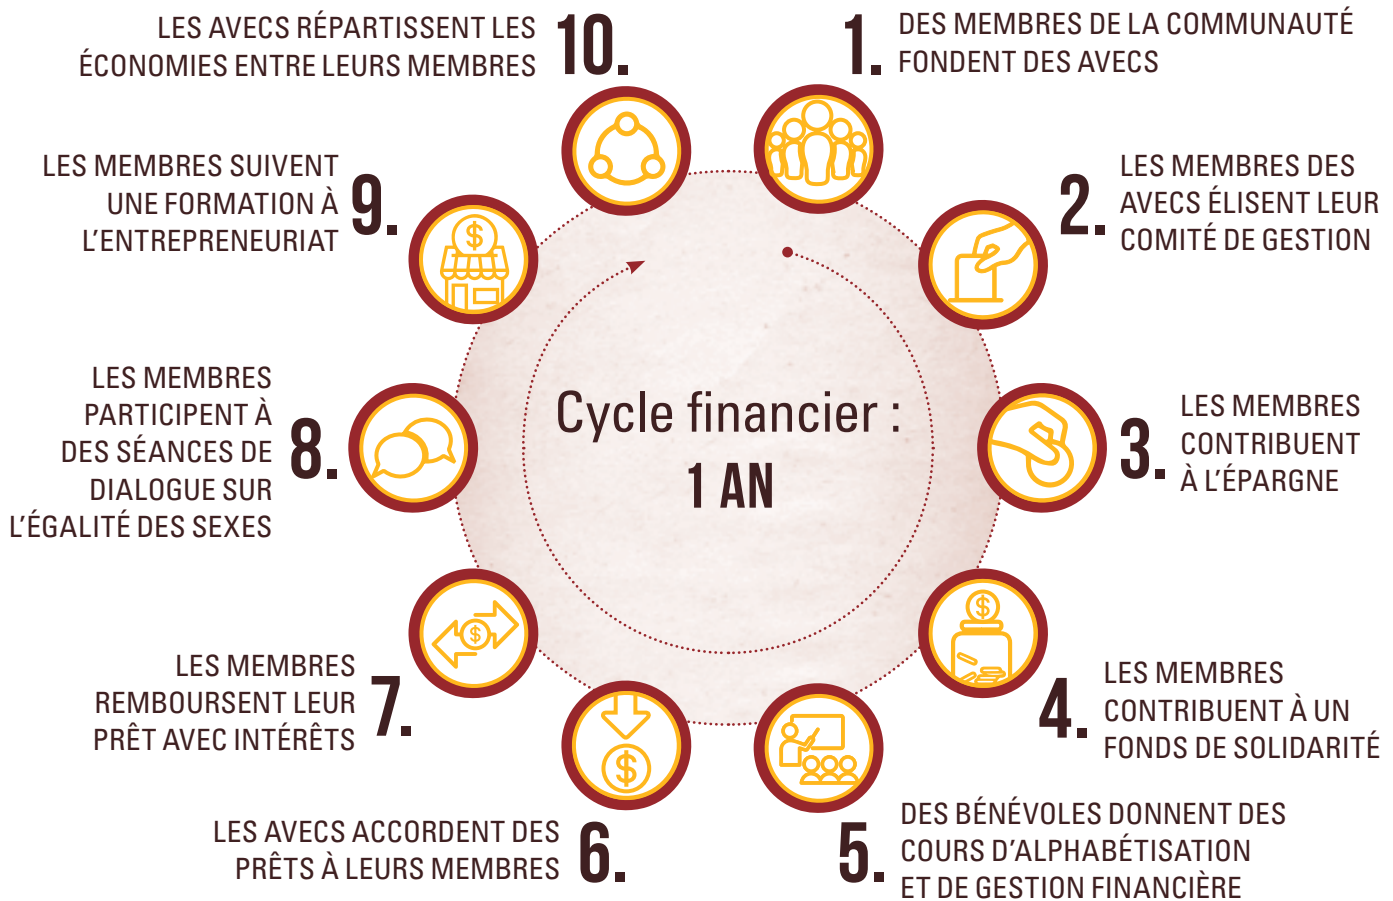 1. DES MEMBRES DE LA COMMUNAUTÉ
FONDENT DES AVECS
2. LES MEMBRES DES
AVECS ÉLISENT LEUR
COMITÉ DE GESTION
3. LES MEMBRES
CONTRIBUENT
À L'ÉPARGNE
4. LES MEMBRES
CONTRIBUENT À UN
FONDS DE SOLIDARITÉ
5. DES BÉNÉVOLES DONNENT DES
COURS D'ALPHABÉTISATION
ET DE GESTION FINANCIÈRE
6. LES AVECS ACCORDENT DES
PRÊTS À LEURS MEMBRES
7. LES MEMBRES
REMBOURSENT LEUR
PRÊT AVEC INTÉRÊTS
8. LES MEMBRES
PARTICIPENT À
DES SÉANCES DE
DIALOGUE SUR
L'ÉGALITÉ DES SEXES
9. LES MEMBRES SUIVENT
UNE FORMATION À
L'ENTREPRENEURIAT
10. LES AVECS RÉPARTISSENT LES
ÉCONOMIES ENTRE LEURS MEMBRES
Cycle financier :
1 AN
$
$
$
$